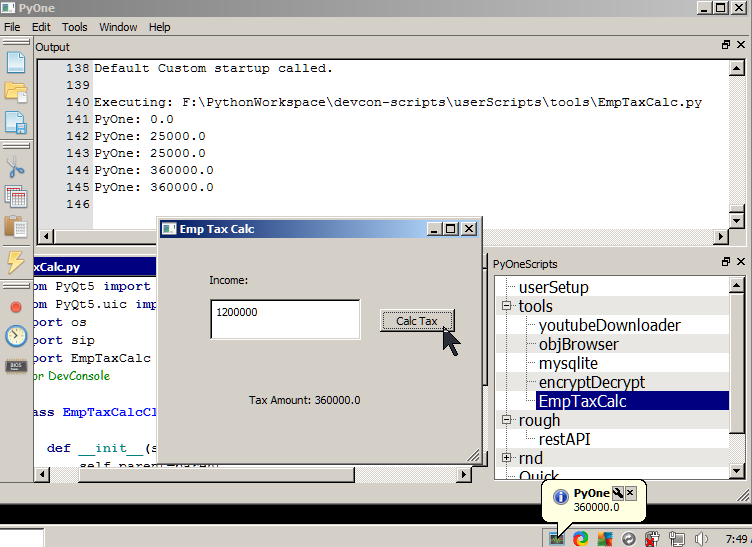 PyOne
File Edit Tools Window Help
Output
138 Default Custom startup called.
139
140 Executing: F:\PythonWorkspace\devcon-scripts\userScripts\tools\EmpTaxCalc.py
141 PyOne: 0.0
142 PyOne: 25000.0
143 PyOne: 25000.0
144 PyOne: 360000.0
145 PyOne: 360000.0
146
Emp Tax Calc
Income:
1200000
Calc Tax
Tax Amount: 360000.0
xCalc.py
om PyQt5 import
om PyQt5.uic imp
port os
port sip
port EmpTaxCalc
or DevConsole
ass EmpTaxCalcCl
def __init__(s
self.parent=parent
PyOneScripts
userSetup
tools
youtubeDownloader
objBrowser
mysqlite
encryptDecrypt
EmpTaxCalc
rough
restAPI
rnd
Quick
PyOne
360000.0
BIOS
7:49